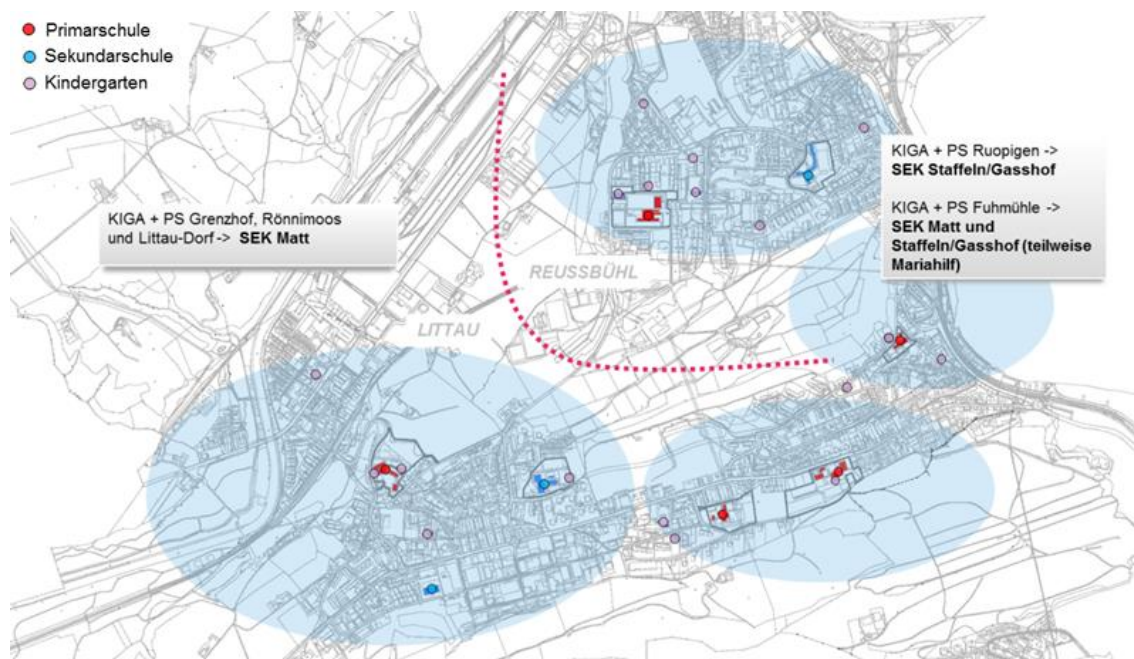 Primarschule
Sekundarschule
Kindergarten
KIGA + PS Ruopigen ->
SEK Staffeln/Gasshof
KIGA + PS Fuhmühle ->
SEK Matt und
Staffeln/Gasshof (teilweise
Mariahilf)
KIGA + PS Grenzhof, Rönnimoos
und Littau-Dorf -> SEK Matt
REUSSBÜHL
LITTAU